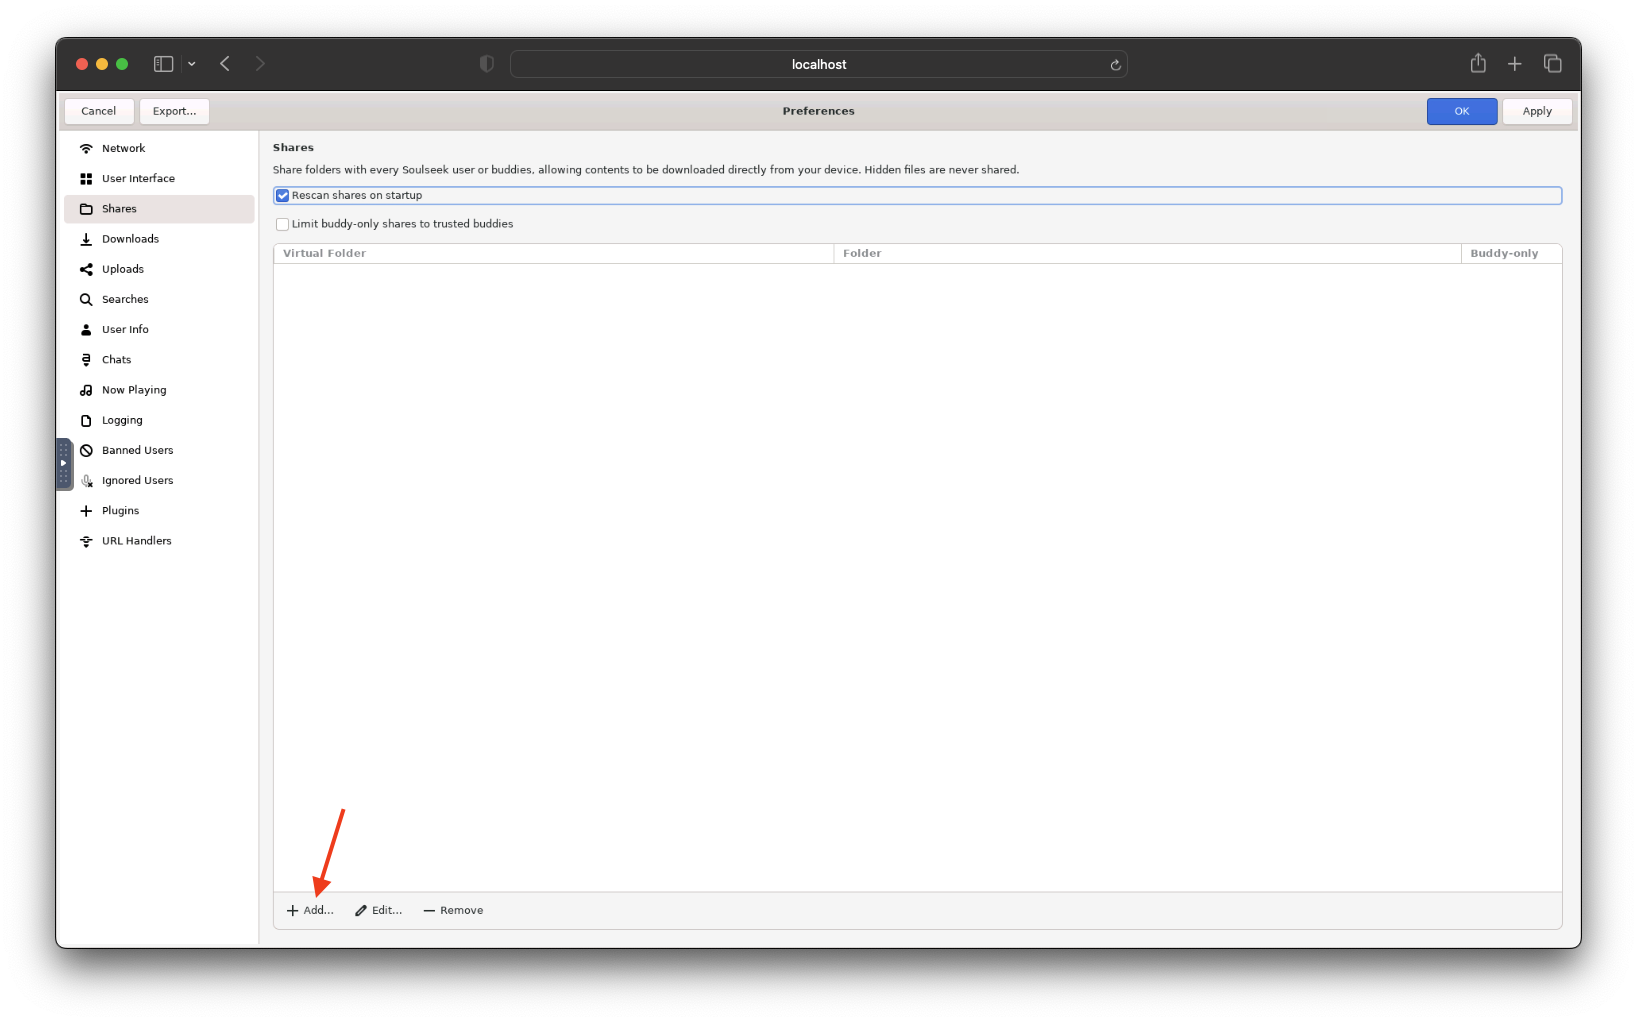 localhost
Cancel
Export...
Preferences
OK
Apply
Network
User Interface
Shares
Downloads
Uploads
Searches
User Info
Chats
Now Playing
Logging
Banned Users
Ignored Users
Plugins
URL Handlers
Shares
Share folders with every Soulseek user or buddies, allowing contents to be downloaded directly from your device. Hidden files are never shared.
Rescan shares on startup
Limit buddy-only shares to trusted buddies
Virtual Folder
Folder
Buddy-only
Add...
Edit...
Remove